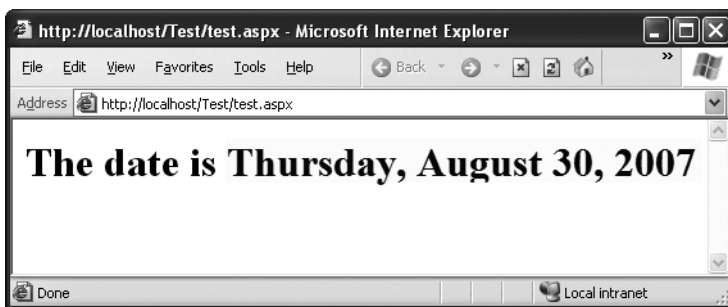 http://localhost/Test/test.aspx - Microsoft Internet Explorer
File Edit View Favorites Tools Help Back »
Address http://localhost/Test/test.aspx
The date is Thursday, August 30, 2007
Done Local intranet